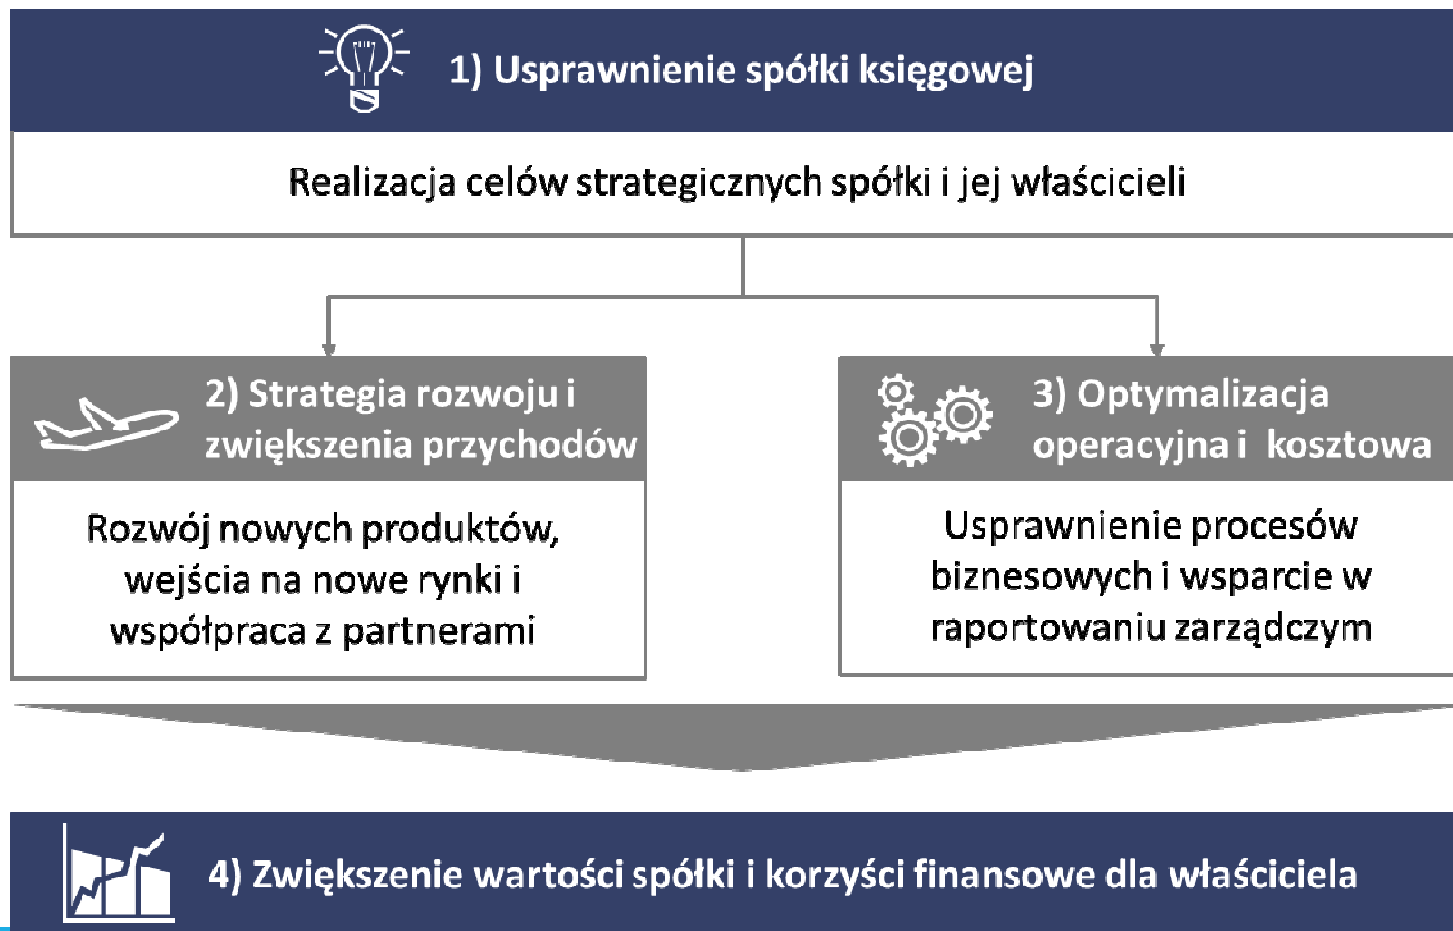 1) Usprawnienie spółki księgowej
Realizacja celów strategicznych spółki i jej właścicieli
2) Strategia rozwoju i
zwiększenia przychodów
Rozwój nowych produktów,
wejścia na nowe rynki i
współpraca z partnerami
3) Optymalizacja
operacyjna i kosztowa
Usprawnienie procesów
biznesowych i wsparcie w
raportowaniu zarządczym
4) Zwiększenie wartości spółki i korzyści finansowe dla właściciela